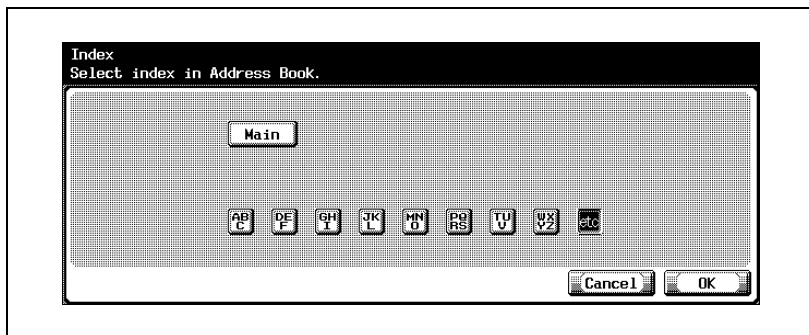 Index
Select index in Address Book.
Main
ABC DEF GHI JKL MNO PQRS TUV WXYZ etc
Cancel OK